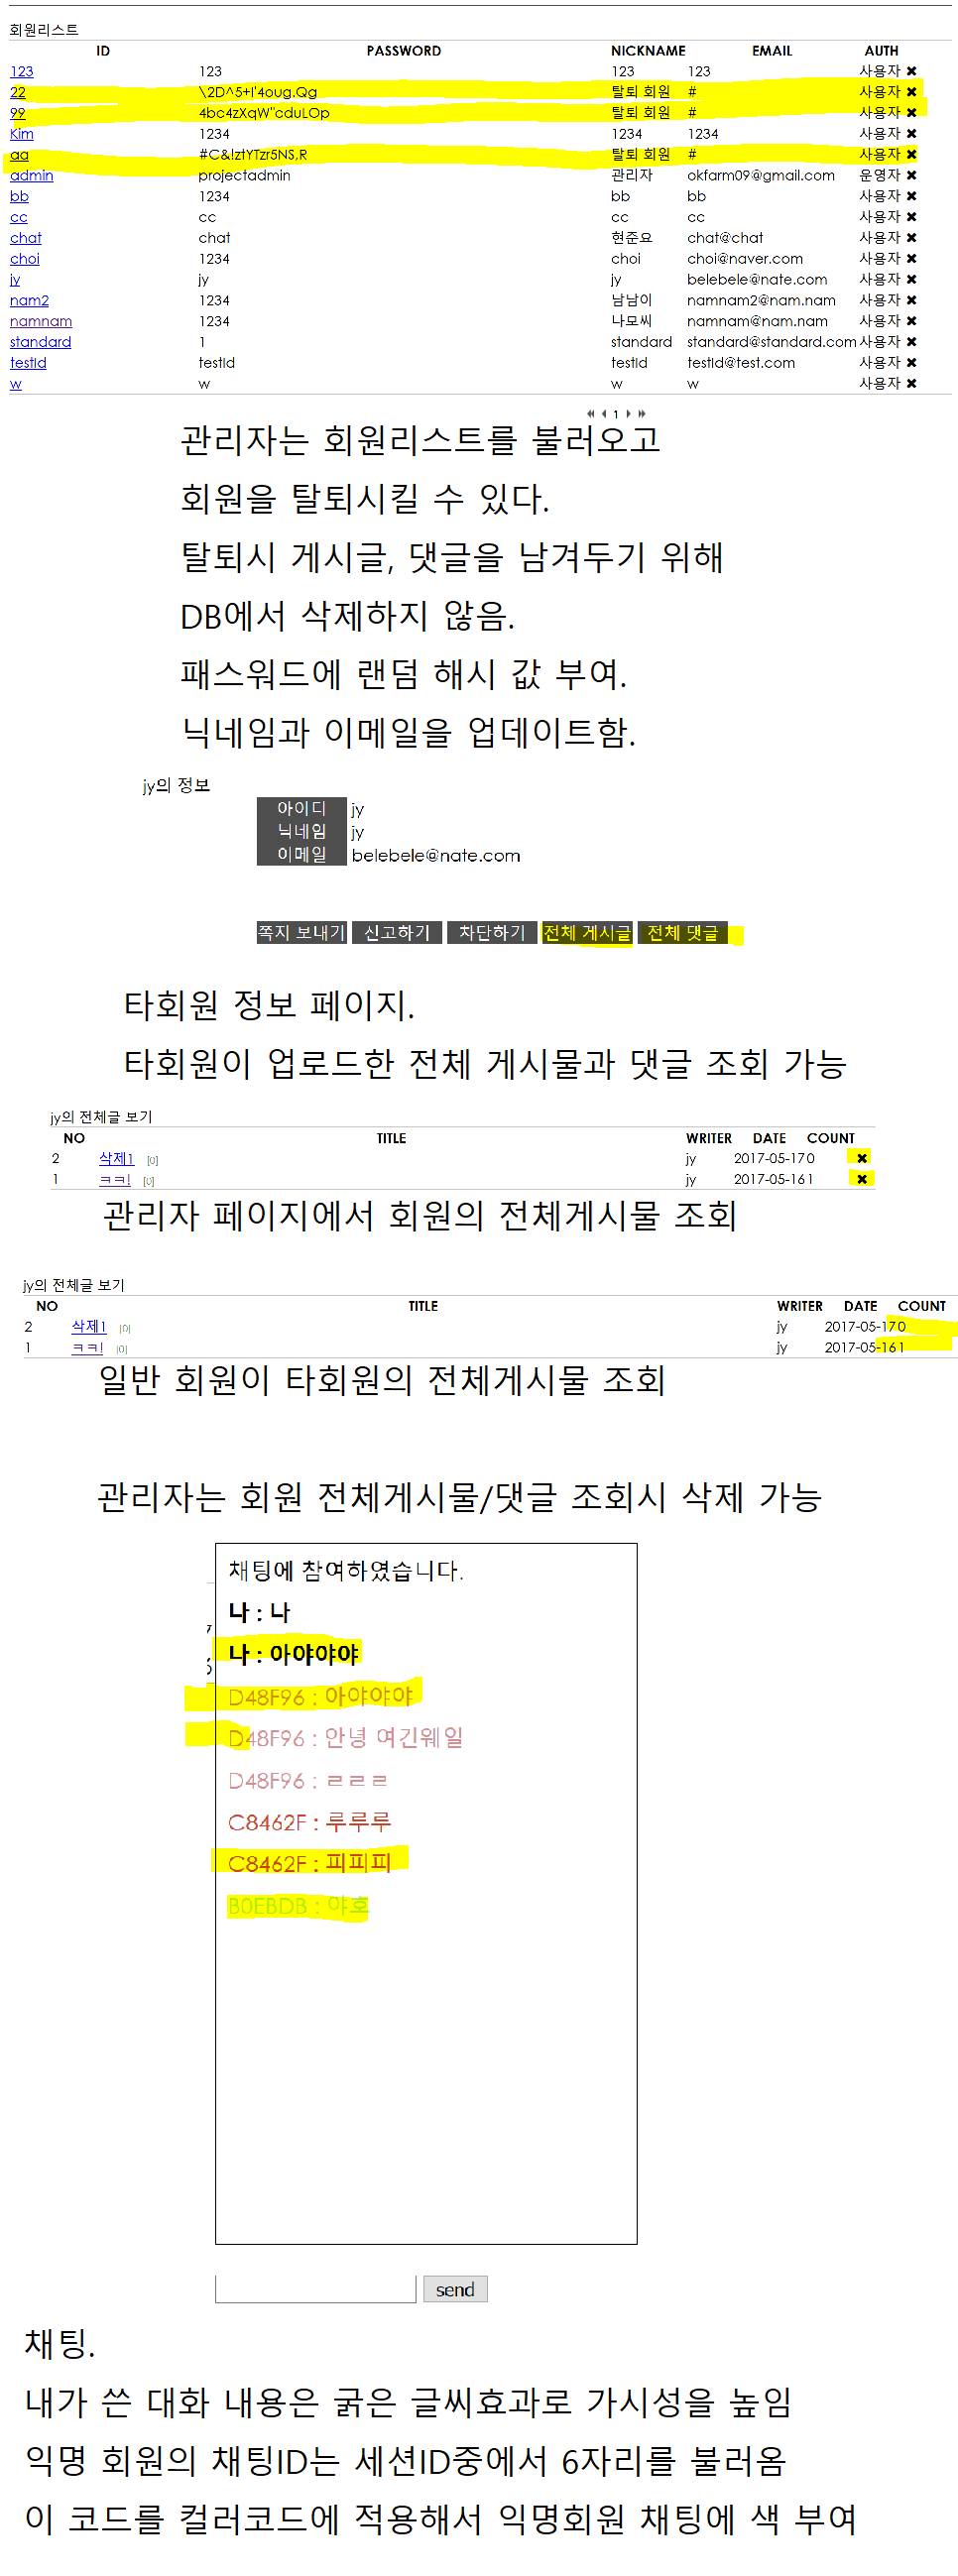 회원리스트
ID PASSWORD NICKNAME EMAIL AUTH
123 123 123 123 사용자 ✖
22 \2D^5+I'4oug.Qg 탈퇴 회원 # 사용자 ✖
99 4bc4zXqW"cduLOp 탈퇴 회원 # 사용자 ✖
Kim 1234 1234 1234 사용자 ✖
aa #C&!ztYTzr5NS,R 탈퇴 회원 # 사용자 ✖
admin projectadmin 관리자 okfarm09@gmail.com 운영자 ✖
bb 1234 bb bb 사용자 ✖
cc cc cc cc 사용자 ✖
chat chat 현준요 chat@chat 사용자 ✖
choi 1234 choi choi@naver.com 사용자 ✖
jy jy jy belebele@nate.com 사용자 ✖
nam2 1234 남남이 namnam2@nam.nam 사용자 ✖
namnam 1234 나모씨 namnam@nam.nam 사용자 ✖
standard 1 standard standard@standard.com 사용자 ✖
testId testId testId testId@test.com 사용자 ✖
w w w w 사용자 ✖
1
관리자는 회원리스트를 불러오고
회원을 탈퇴시킬 수 있다.
탈퇴시 게시글, 댓글을 남겨두기 위해
DB에서 삭제하지 않음.
패스워드에 랜덤 해시 값 부여.
닉네임과 이메일을 업데이트함.
jy의 정보
아이디 jy
닉네임 jy
이메일 belebele@nate.com
쪽지 보내기 신고하기 차단하기 전체 게시글 전체 댓글
타회원 정보 페이지.
타회원이 업로드한 전체 게시물과 댓글 조회 가능
jy의 전체글 보기
NO TITLE WRITER DATE COUNT
2 삭제1 [0] jy 2017-05-17 0 ✖
1 ㅋㅋ! [0] jy 2017-05-16 1 ✖
관리자 페이지에서 회원의 전체게시물 조회
jy의 전체글 보기
NO TITLE WRITER DATE COUNT
2 삭제1 [0] jy 2017-05-17 0
1 ㅋㅋ! [0] jy 2017-05-16 1
일반 회원이 타회원의 전체게시물 조회
관리자는 회원 전체게시물/댓글 조회시 삭제 가능
채팅에 참여하였습니다.
나 : 나
나 : 아야야야
D48F96 : 아야야야
D48F96 : 안녕 여긴웨일
D48F96 : ㄹㄹㄹ
C8462F : 루루루
C8462F : 피피피
B0EBDB : 야호
send
채팅.
내가 쓴 대화 내용은 굵은 글씨효과로 가시성을 높임
익명 회원의 채팅ID는 세션ID중에서 6자리를 불러옴
이 코드를 컬러코드에 적용해서 익명회원 채팅에 색 부여